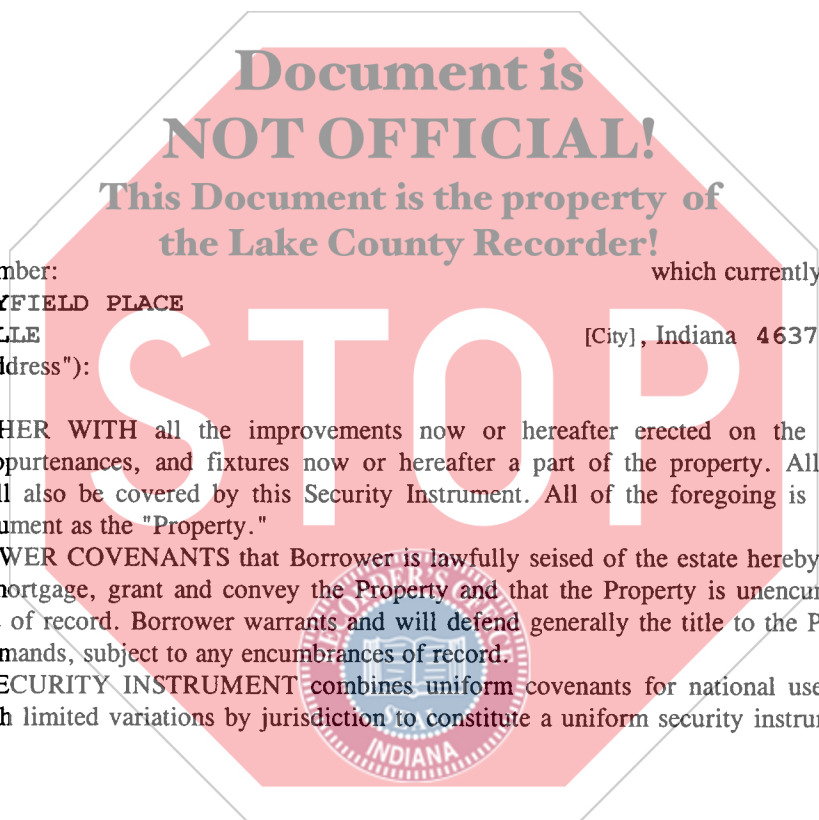 Document is
NOT OFFICIAL!
This Document is the property of
the Lake County Recorder!
mber: which currently
YFIELD PLACE
LLE [City], Indiana 4637
ddress"):
STOP
HER WITH all the improvements now or hereafter erected on the
ppurtenances, and fixtures now or hereafter a part of the property. All
ll also be covered by this Security Instrument. All of the foregoing is
ument as the "Property."
WER COVENANTS that Borrower is lawfully seised of the estate hereby
nortgage, grant and convey the Property and that the Property is unencu
of record. Borrower warrants and will defend generally the title to the P
mands, subject to any encumbrances of record.
ECURITY INSTRUMENT combines uniform covenants for national use
h limited variations by jurisdiction to constitute a uniform security instru
RECORDER'S OFFICE
SEAL
INDIANA